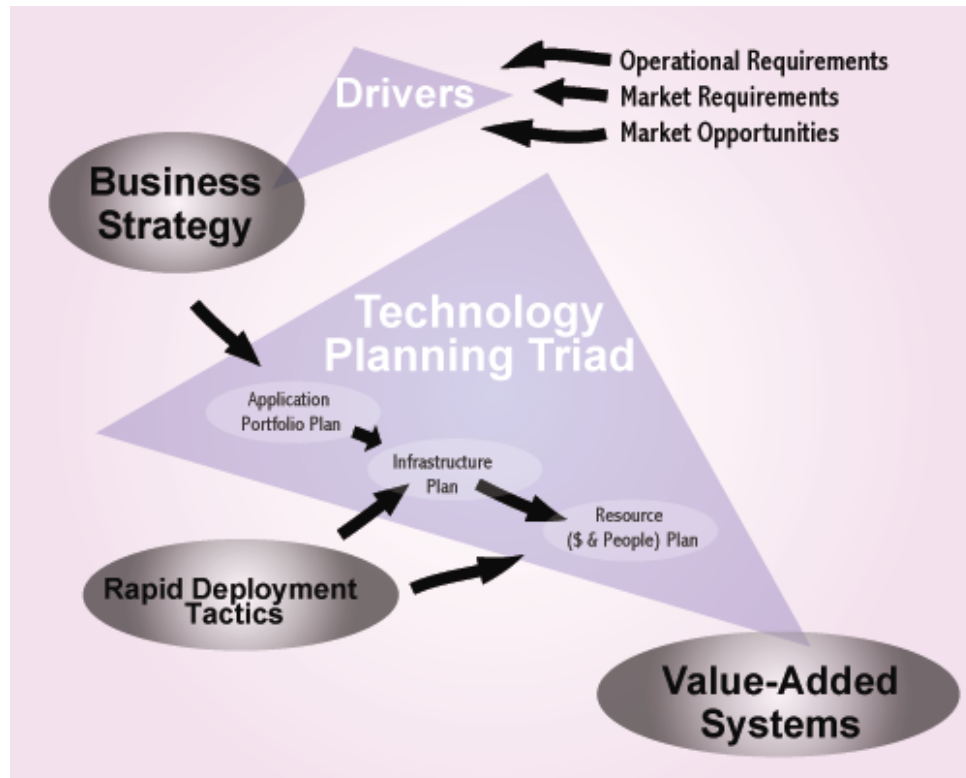 Drivers
Operational Requirements
Market Requirements
Market Opportunities
Business
Strategy
Technology
Planning Triad
Application
Portfolio Plan
Infrastructure
Plan
Resource
($ & People) Plan
Rapid Deployment
Tactics
Value-Added
Systems